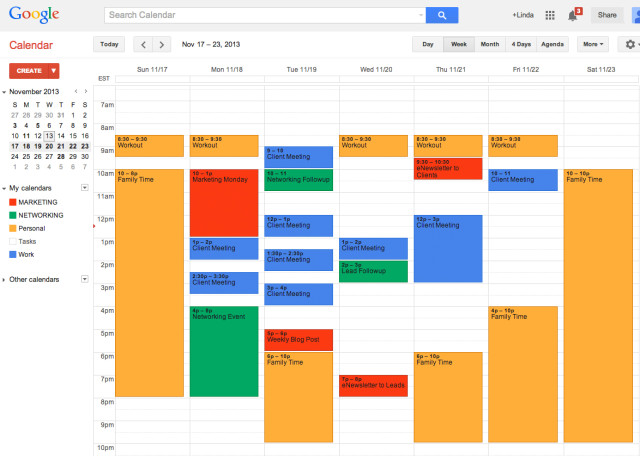 Google
Search Calendar
+Linda
3
Share
Calendar
Today
Nov 17 – 23, 2013
Day
Week
Month
4 Days
Agenda
More
CREATE
November 2013
S M T W T F S
27 28 29 30 31 1 2
3 4 5 6 7 8 9
10 11 12 13 14 15 16
17 18 19 20 21 22 23
24 25 26 27 28 29 30
1 2 3 4 5 6 7
My calendars
MARKETING
NETWORKING
Personal
Tasks
Work
Other calendars
EST
Sun 11/17
Mon 11/18
Tue 11/19
Wed 11/20
Thu 11/21
Fri 11/22
Sat 11/23
7am
8am
9am
10am
11am
12pm
1pm
2pm
3pm
4pm
5pm
6pm
7pm
8pm
9pm
10pm
8:30 – 9:30
Workout
10 – 8p
Family Time
8:30 – 9:30
Workout
10 – 1p
Marketing Monday
1p – 2p
Client Meeting
2:30p – 3:30p
Client Meeting
4p – 8p
Networking Event
9 – 10
Client Meeting
10 – 11
Networking Followup
12p – 1p
Client Meeting
1:30p – 2:30p
Client Meeting
3p – 4p
Client Meeting
5p – 6p
Weekly Blog Post
6p – 10p
Family Time
8:30 – 9:30
Workout
1p – 2p
Client Meeting
2p – 3p
Lead Followup
7p – 8p
eNewsletter to Leads
8:30 – 9:30
Workout
9:30 – 10:30
eNewsletter to
Clients
12p – 3p
Client Meeting
6p – 10p
Family Time
8:30 – 9:30
Workout
10 – 11
Client Meeting
4p – 10p
Family Time
10 – 10p
Family Time